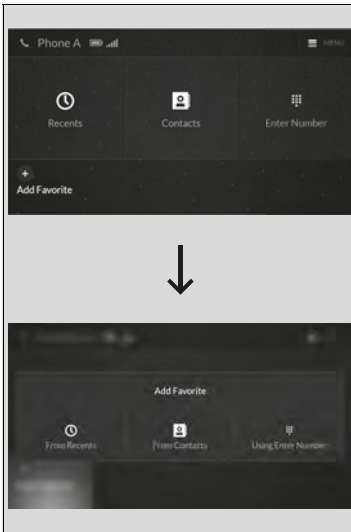 Phone A
MENU
Recents
Contacts
Enter Number
Add Favorite
Add Favorite
From Recents
From Contacts
Using Enter Number